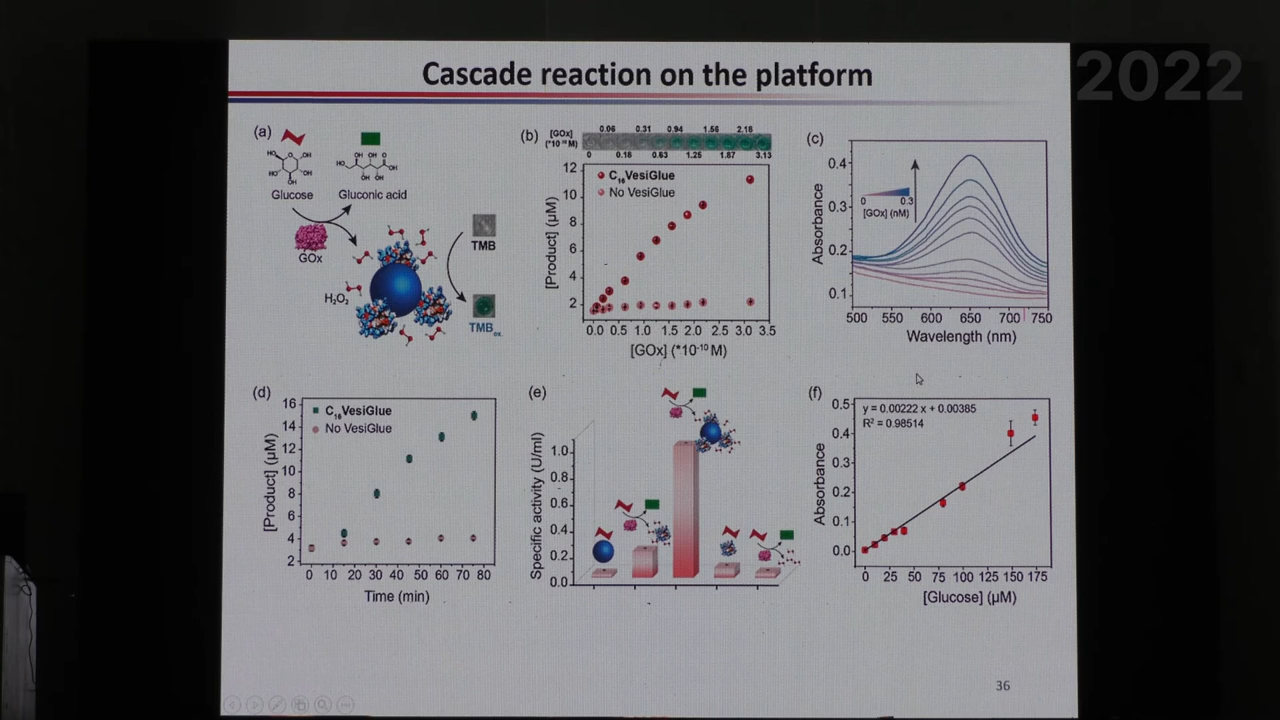 2022
Cascade reaction on the platform
(a)
Glucose
Gluconic acid
GOx
H₂O₂
TMB
TMBox.
(b)
[GOx]
(*10⁻¹⁰ M)
0.06 0.31 0.94 1.56 2.18
0 0.18 0.63 1.25 1.87 3.13
C₁₆VesiGlue
No VesiGlue
[Product] (µM)
12
10
8
6
4
2
0.0 0.5 1.0 1.5 2.0 2.5 3.0 3.5
[GOx] (*10⁻¹⁰ M)
(c)
Absorbance
0.4
0.3
0.2
0.1
0 0.3
[GOx] (nM)
500 550 600 650 700 750
Wavelength (nm)
(d)
C₁₆VesiGlue
No VesiGlue
[Product] (µM)
16
14
12
10
8
6
4
2
0 10 20 30 40 50 60 70 80
Time (min)
(e)
Specific activity (U/ml)
1.0
0.8
0.6
0.4
0.2
0.0
(f)
y = 0.00222 x + 0.00385
R² = 0.98514
Absorbance
0.5
0.4
0.3
0.2
0.1
0.0
0 25 50 75 100 125 150 175
[Glucose] (µM)
36